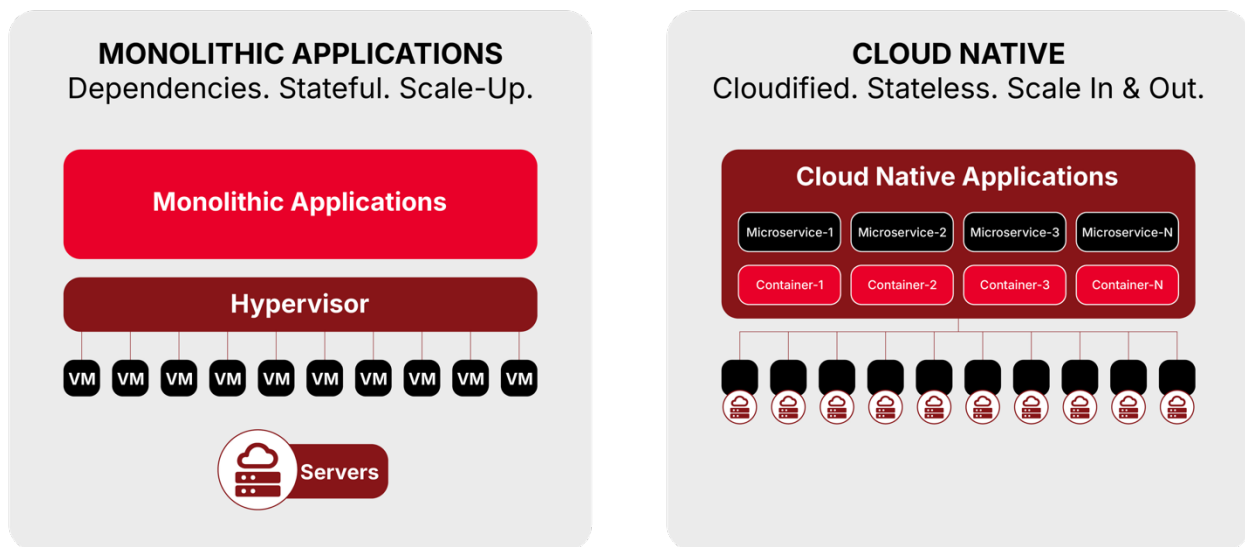 MONOLITHIC APPLICATIONS
Dependencies. Stateful. Scale-Up.
Monolithic Applications
Hypervisor
VM VM VM VM VM VM VM VM VM VM
Servers
CLOUD NATIVE
Cloudified. Stateless. Scale In & Out.
Cloud Native Applications
Microservice-1 Microservice-2 Microservice-3 Microservice-N
Container-1 Container-2 Container-3 Container-N